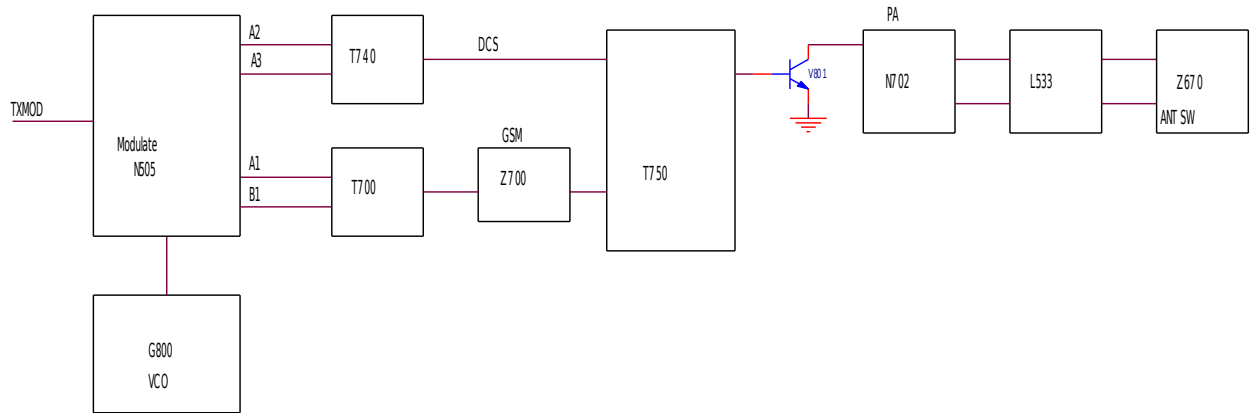 PA
A2
T740
DCS
V801
A3
N702
L533
Z670
TXMOD
ANT SW
Modulate
N505
GSM
A1
T700
Z700
T750
B1
G800
VCO